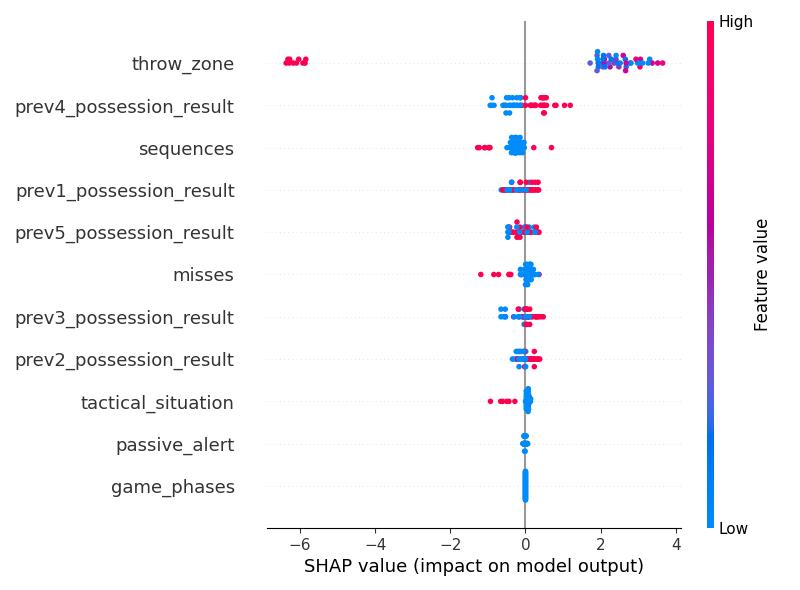 High
throw_zone
prev4_possession_result
sequences
prev1_possession_result
prev5_possession_result
misses
prev3_possession_result
prev2_possession_result
tactical_situation
passive_alert
game_phases
Feature value
Low
−6 −4 −2 0 2 4
SHAP value (impact on model output)